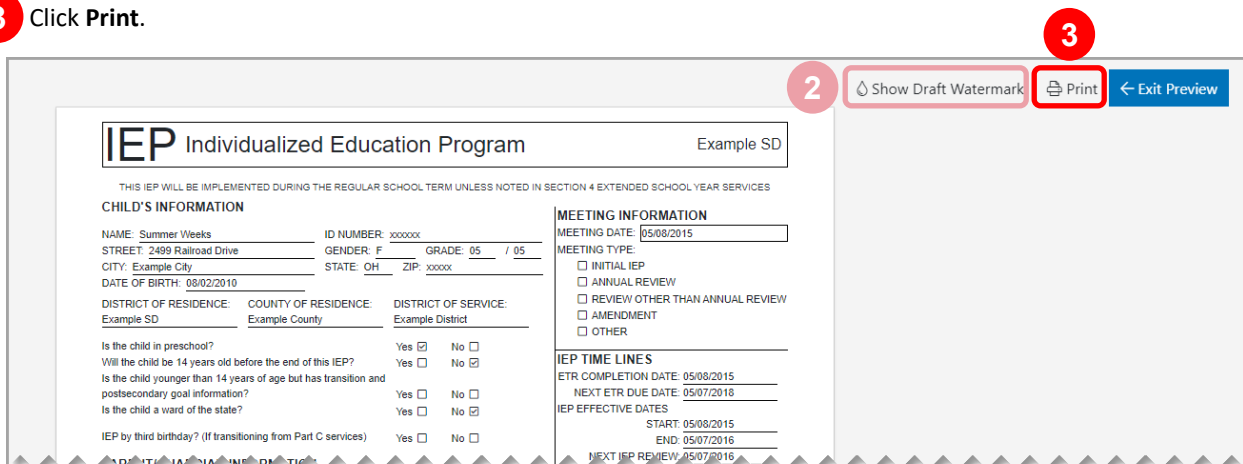 3 Click Print.
3
2 Show Draft Watermark Print ← Exit Preview
IEP Individualized Education Program Example SD
THIS IEP WILL BE IMPLEMENTED DURING THE REGULAR SCHOOL TERM UNLESS NOTED IN SECTION 4 EXTENDED SCHOOL YEAR SERVICES
CHILD'S INFORMATION
NAME: Summer Weeks ID NUMBER: xxxxxx
STREET: 2499 Railroad Drive GENDER: F GRADE: 05 / 05
CITY: Example City STATE: OH ZIP: xxxxx
DATE OF BIRTH: 08/02/2010
DISTRICT OF RESIDENCE: COUNTY OF RESIDENCE: DISTRICT OF SERVICE:
Example SD Example County Example District
Is the child in preschool? Yes ☑ No ☐
Will the child be 14 years old before the end of this IEP? Yes ☐ No ☑
Is the child younger than 14 years of age but has transition and
postsecondary goal information? Yes ☐ No ☐
Is the child a ward of the state? Yes ☐ No ☑
IEP by third birthday? (If transitioning from Part C services) Yes ☐ No ☐
MEETING INFORMATION
MEETING DATE: 05/08/2015
MEETING TYPE:
☐ INITIAL IEP
☐ ANNUAL REVIEW
☐ REVIEW OTHER THAN ANNUAL REVIEW
☐ AMENDMENT
☐ OTHER
IEP TIME LINES
ETR COMPLETION DATE: 05/08/2015
NEXT ETR DUE DATE: 05/07/2018
IEP EFFECTIVE DATES
START: 05/08/2015
END: 05/07/2016
NEXT IEP REVIEW: 05/07/2016